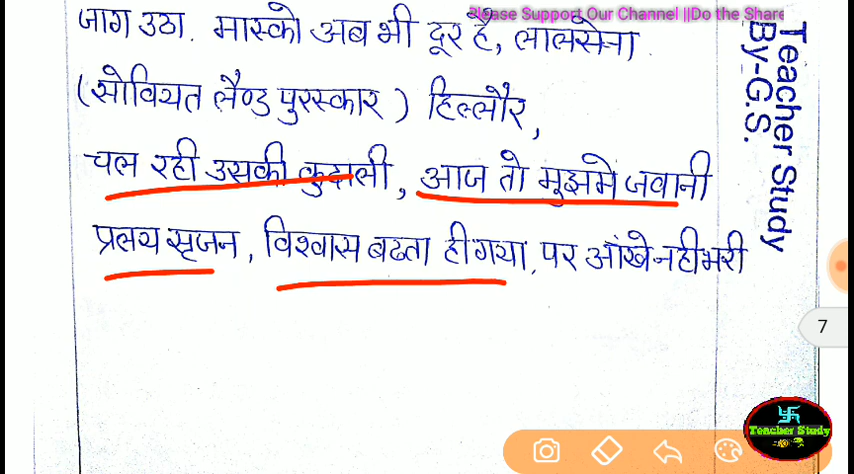 Please Support Our Channel ||Do the Share
जाग उठा. मास्को अब भी दूर है, लालसेना
(सोवियत लैण्ड पुरस्कार) हिल्लौर,
चल रही उसकी कुदाली, आज तो मुझमे जवानी
प्रलय सृजन, विश्वास बढता ही गया, पर आंखे नही भरी
Teacher Study
By-G.S.
7
Teacher Study